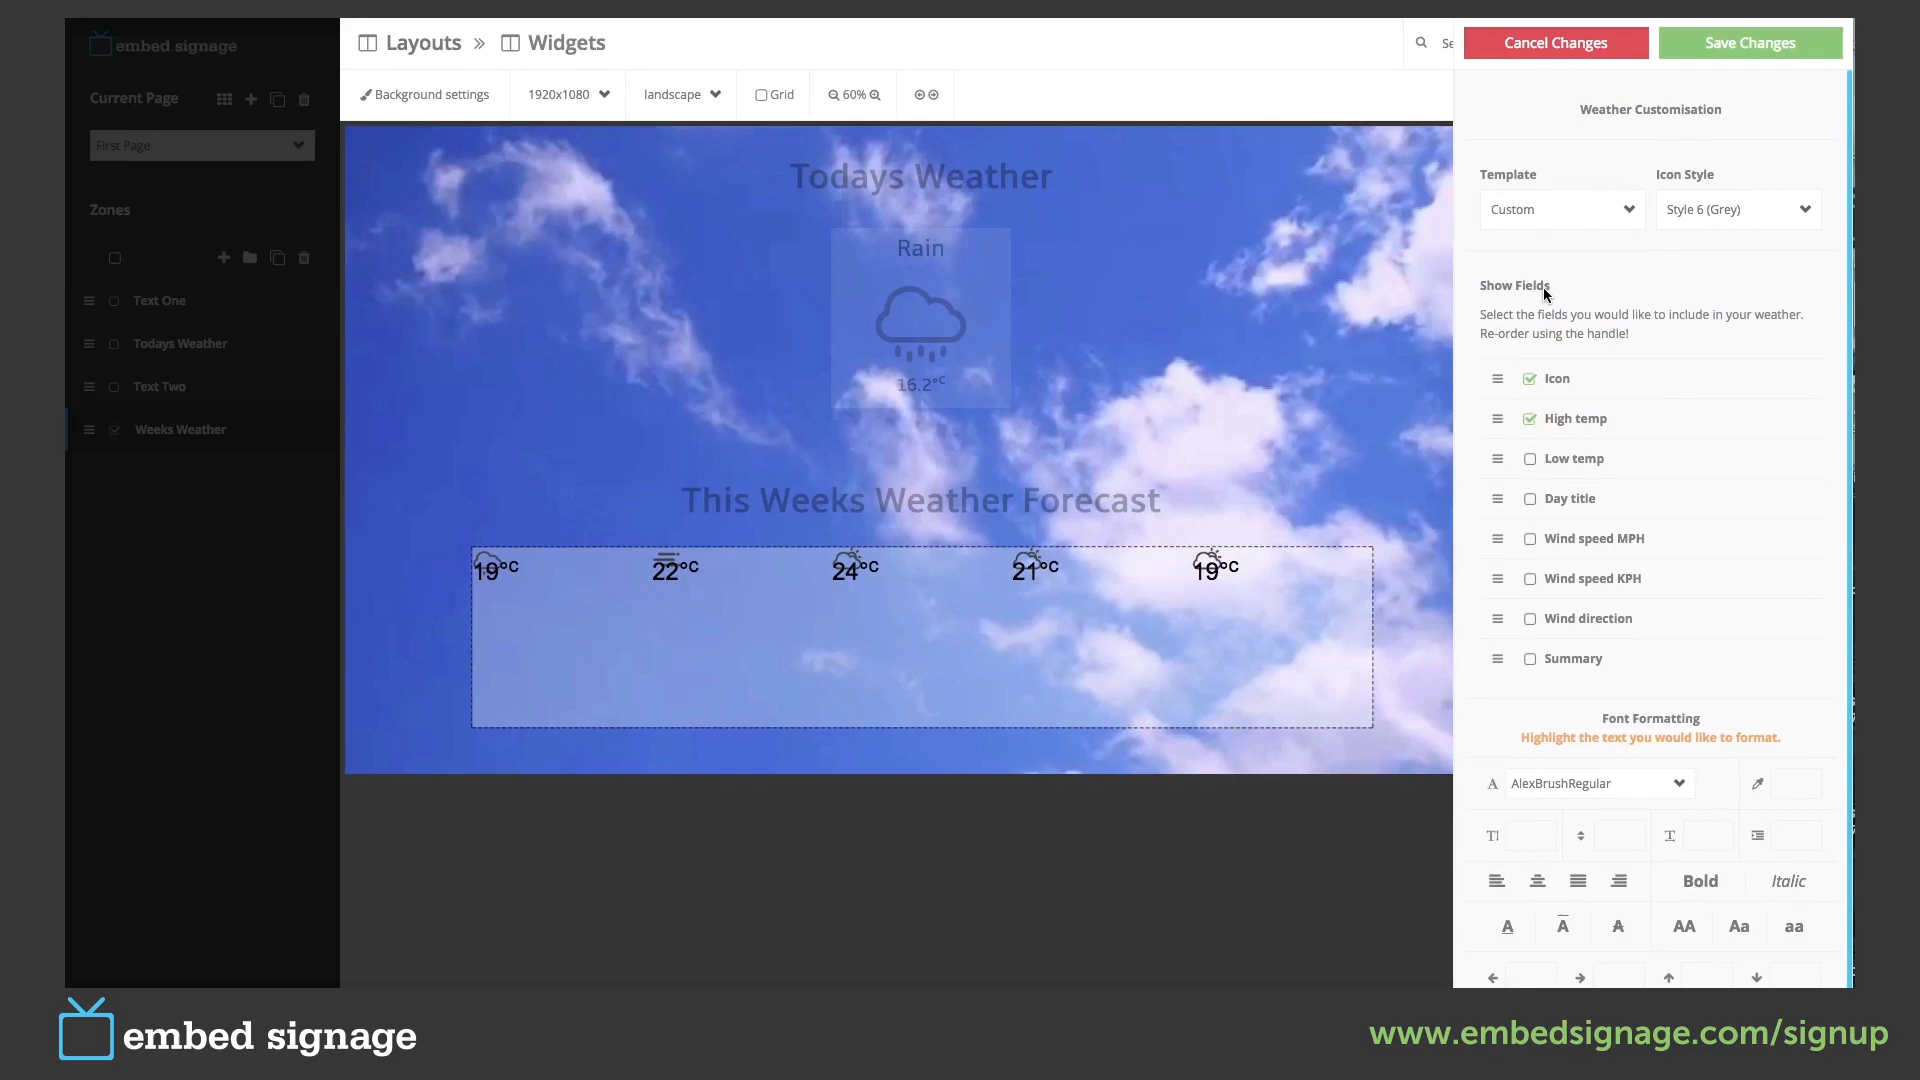 embed signage
Layouts » Widgets
Se
Cancel Changes
Save Changes
Current Page
First Page
Background settings
1920x1080
landscape
Grid
60%
Zones
Text One
Todays Weather
Text Two
Weeks Weather
Todays Weather
Rain
16.2°C
This Weeks Weather Forecast
19°C
22°C
24°C
21°C
19°C
Weather Customisation
Template
Icon Style
Custom
Style 6 (Grey)
Show Fields
Select the fields you would like to include in your weather.
Re-order using the handle!
Icon
High temp
Low temp
Day title
Wind speed MPH
Wind speed KPH
Wind direction
Summary
Font Formatting
Highlight the text you would like to format.
A AlexBrushRegular
Bold
Italic
A A A AA Aa aa
embed signage
www.embedsignage.com/signup